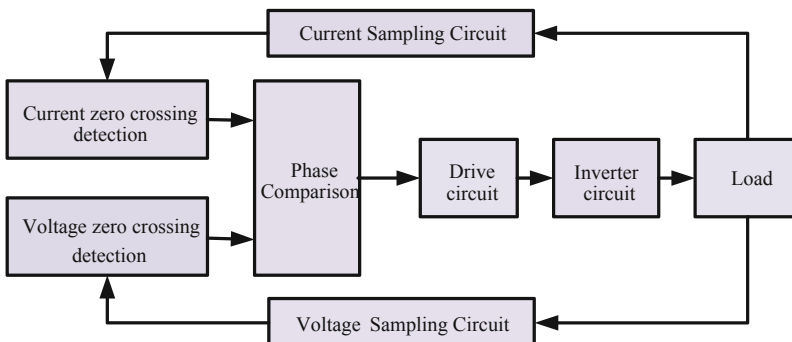 Current Sampling Circuit
Current zero crossing
detection
Phase
Comparison
Drive
circuit
Inverter
circuit
Load
Voltage zero crossing
detection
Voltage Sampling Circuit